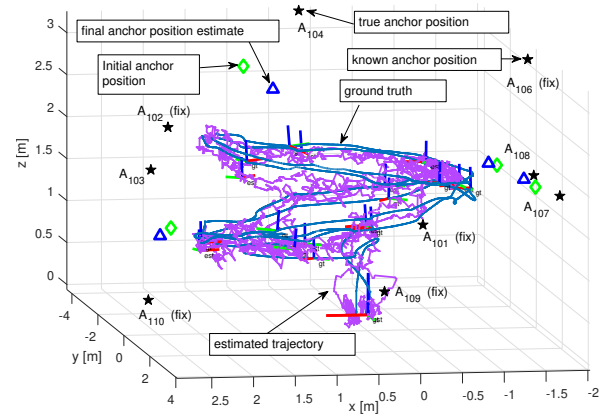 true anchor position
final anchor position estimate
A104
known anchor position
Initial anchor
position
ground truth
A106 (fix)
A102 (fix)
A108
A103
A107
A101 (fix)
A109 (fix)
A110 (fix)
estimated trajectory
gt
est
3
2.5
2
1.5
1
0.5
0
z [m]
-4
-2
0
2
4
y [m]
2.5
2
1.5
1
0.5
0
-0.5
-1
-1.5
-2
x [m]